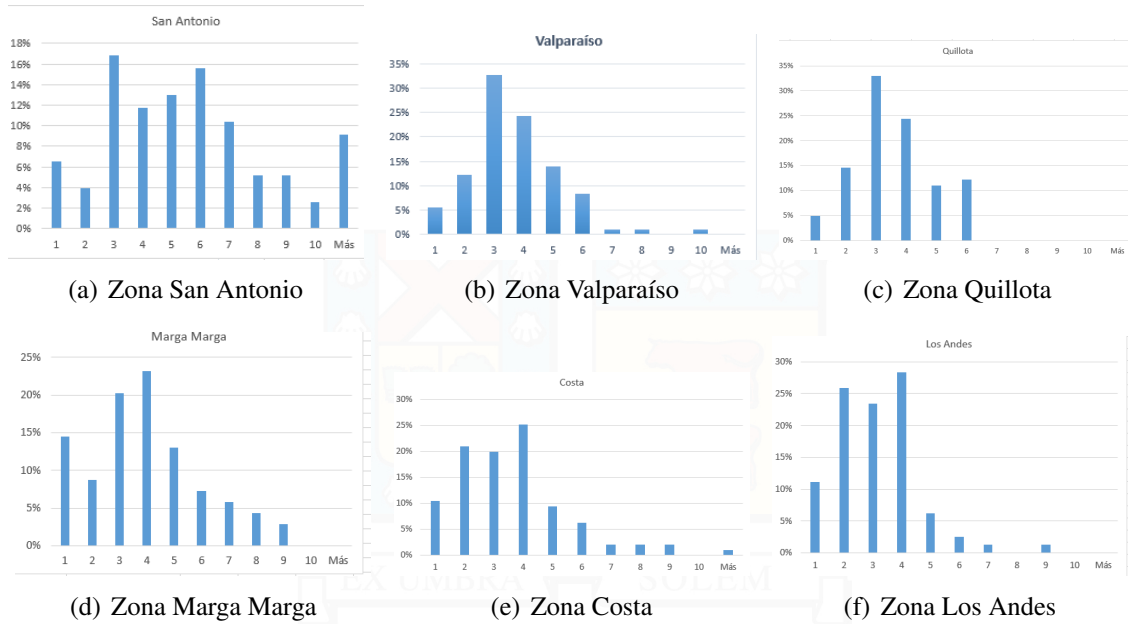 San Antonio
18%
16%
14%
12%
10%
8%
6%
4%
2%
0%
1 2 3 4 5 6 7 8 9 10 Más
(a) Zona San Antonio
Valparaíso
35%
30%
25%
20%
15%
10%
5%
0%
1 2 3 4 5 6 7 8 9 10 Más
(b) Zona Valparaíso
Quillota
35%
30%
25%
20%
15%
10%
5%
0%
1 2 3 4 5 6 7 8 9 10 Más
(c) Zona Quillota
Marga Marga
25%
20%
15%
10%
5%
0%
1 2 3 4 5 6 7 8 9 10 Más
(d) Zona Marga Marga
Costa
30%
25%
20%
15%
10%
5%
0%
1 2 3 4 5 6 7 8 9 10 Más
(e) Zona Costa
Los Andes
30%
25%
20%
15%
10%
5%
0%
1 2 3 4 5 6 7 8 9 10 Más
(f) Zona Los Andes
EX UMBRA SOLEM